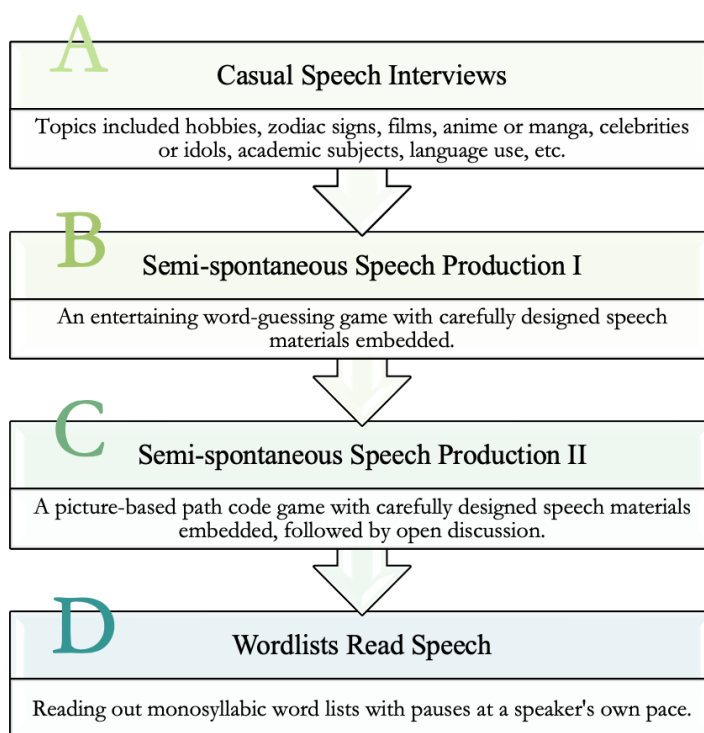 A
Casual Speech Interviews
Topics included hobbies, zodiac signs, films, anime or manga, celebrities
or idols, academic subjects, language use, etc.
B
Semi-spontaneous Speech Production I
An entertaining word-guessing game with carefully designed speech
materials embedded.
C
Semi-spontaneous Speech Production II
A picture-based path code game with carefully designed speech materials
embedded, followed by open discussion.
D
Wordlists Read Speech
Reading out monosyllabic word lists with pauses at a speaker's own pace.